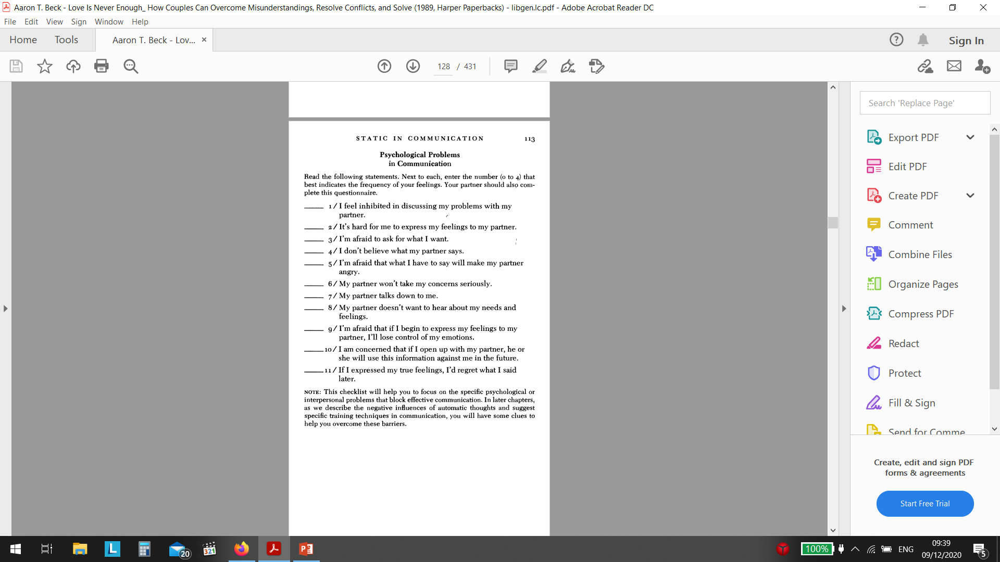 Aaron T. Beck - Love Is Never Enough_ How Couples Can Overcome Misunderstandings, Resolve Conflicts, and Solve (1989, Harper Paperbacks) - libgen.lc.pdf - Adobe Acrobat Reader DC
File Edit View Sign Window Help
Home Tools Aaron T. Beck - Lov... × Sign In
128 / 431
STATIC IN COMMUNICATION 113
Psychological Problems
in Communication
Read the following statements. Next to each, enter the number (0 to 4) that
best indicates the frequency of your feelings. Your partner should also com-
plete this questionnaire.
_____ 1/ I feel inhibited in discussing my problems with my
partner.
_____ 2/ It's hard for me to express my feelings to my partner.
_____ 3/ I'm afraid to ask for what I want.
_____ 4/ I don't believe what my partner says.
_____ 5/ I'm afraid that what I have to say will make my partner
angry.
_____ 6/ My partner won't take my concerns seriously.
_____ 7/ My partner talks down to me.
_____ 8/ My partner doesn't want to hear about my needs and
feelings.
_____ 9/ I'm afraid that if I begin to express my feelings to my
partner, I'll lose control of my emotions.
_____ 10/ I am concerned that if I open up with my partner, he or
she will use this information against me in the future.
_____ 11/ If I expressed my true feelings, I'd regret what I said
later.
NOTE: This checklist will help you to focus on the specific psychological or
interpersonal problems that block effective communication. In later chapters,
as we describe the negative influences of automatic thoughts and suggest
specific training techniques in communication, you will have some clues to
help you overcome these barriers.
Search 'Replace Page'
Export PDF
Edit PDF
Create PDF
Comment
Combine Files
Organize Pages
Compress PDF
Redact
Protect
Fill & Sign
Send for Comme
Create, edit and sign PDF
forms & agreements
Start Free Trial
L 20 321 P 100% ENG 09:39
09/12/2020 5